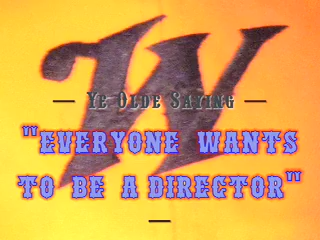 W
— Ye Olde Saying —
"EVERYONE WANTS
TO BE A DIRECTOR"
—